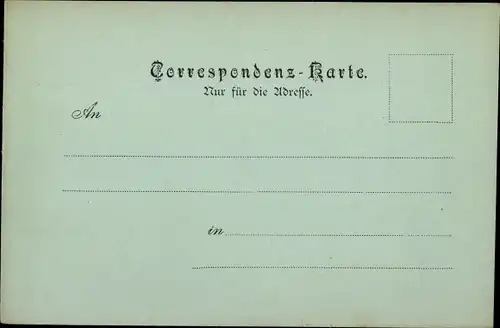 Correspondenz-Karte.
Nur für die Adresse.
An
in